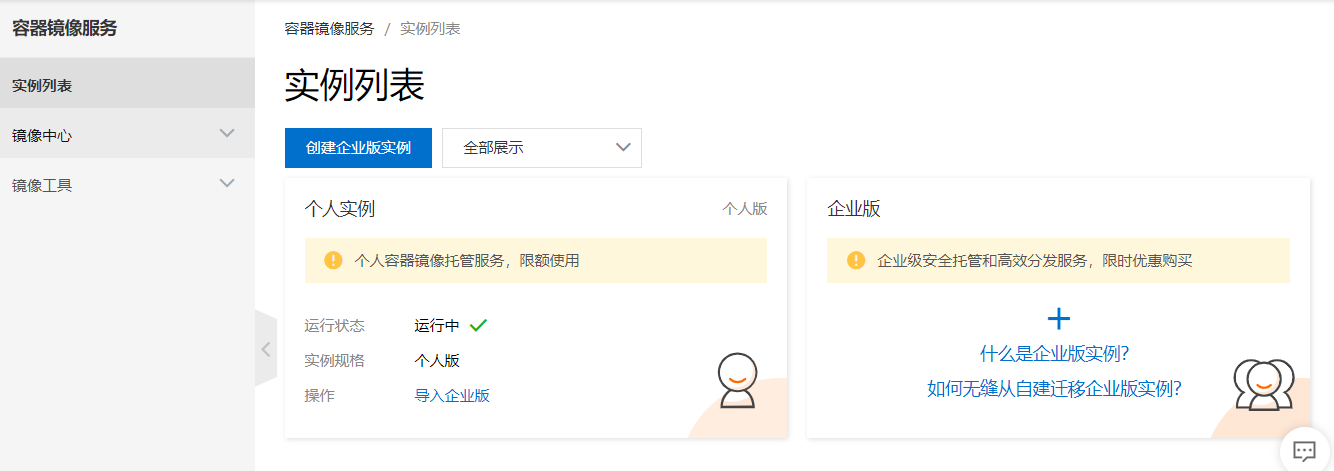 容器镜像服务
实例列表
镜像中心
镜像工具
容器镜像服务 / 实例列表
实例列表
创建企业版实例
全部展示
个人实例
个人版
个人容器镜像托管服务，限额使用
运行状态 运行中
实例规格 个人版
操作 导入企业版
企业版
企业级安全托管和高效分发服务，限时优惠购买
什么是企业版实例?
如何无缝从自建迁移企业版实例?